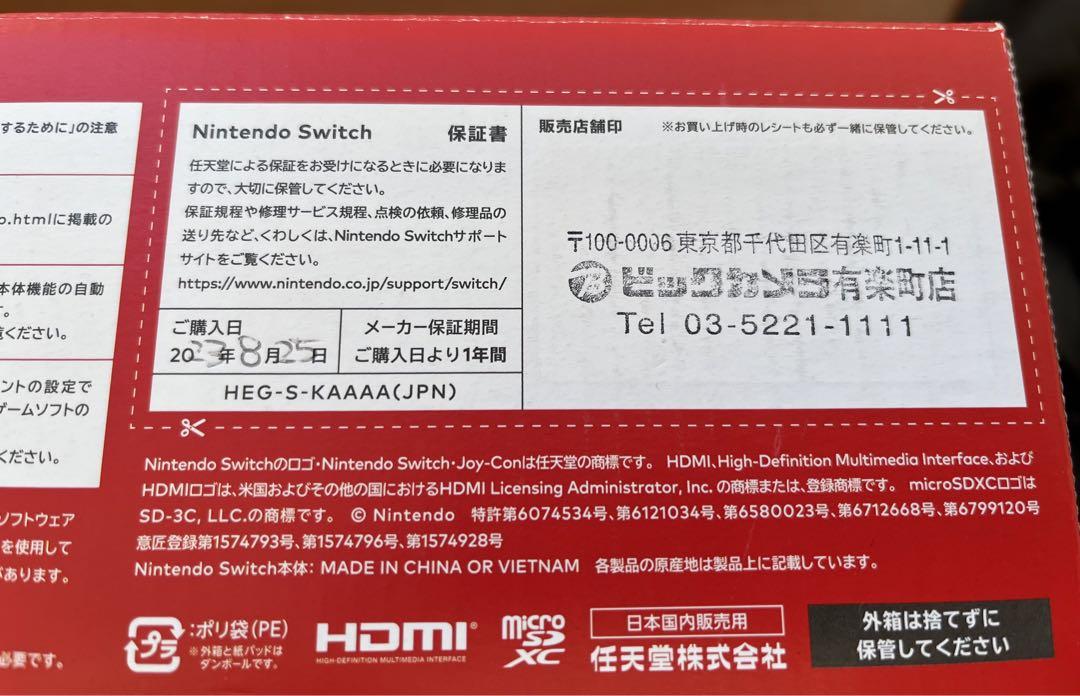 するために」の注意
o.htmlに掲載の
本体機能の自動
ください。
ントの設定で
ゲームソフトの
ください。
ソフトウェア
を使用して
があります。
必要です。
Nintendo Switch 保証書
任天堂による保証をお受けになるときに必要になりま
すので、大切に保管してください。
保証規程や修理サービス規程、点検の依頼、修理品の
送り先など、くわしくは、Nintendo Switchサポート
サイトをご覧ください。
https://www.nintendo.co.jp/support/switch/
ご購入日
2023年8月25日
メーカー保証期間
ご購入日より1年間
HEG-S-KAAAA(JPN)
販売店舗印 ※お買い上げ時のレシートも必ず一緒に保管してください。
〒100-0006 東京都千代田区有楽町1-11-1
ビックカメラ有楽町店
Tel 03-5221-1111
Nintendo Switchのロゴ・Nintendo Switch・Joy-Conは任天堂の商標です。 HDMI、High-Definition Multimedia Interface、および
HDMIロゴは、米国およびその他の国におけるHDMI Licensing Administrator, Inc. の商標または、登録商標です。 microSDXCロゴは
SD-3C, LLC.の商標です。 © Nintendo 特許第6074534号、第6121034号、第6580023号、第6712668号、第6799120号
意匠登録第1574793号、第1574796号、第1574928号
Nintendo Switch本体: MADE IN CHINA OR VIETNAM 各製品の原産地は製品上に記載しています。
プラ:ポリ袋(PE)
※外箱と紙パッドは
ダンボールです。
HDMI®
HIGH-DEFINITION MULTIMEDIA INTERFACE
micro
SD
XC
日本国内販売用
任天堂株式会社
外箱は捨てずに
保管してください